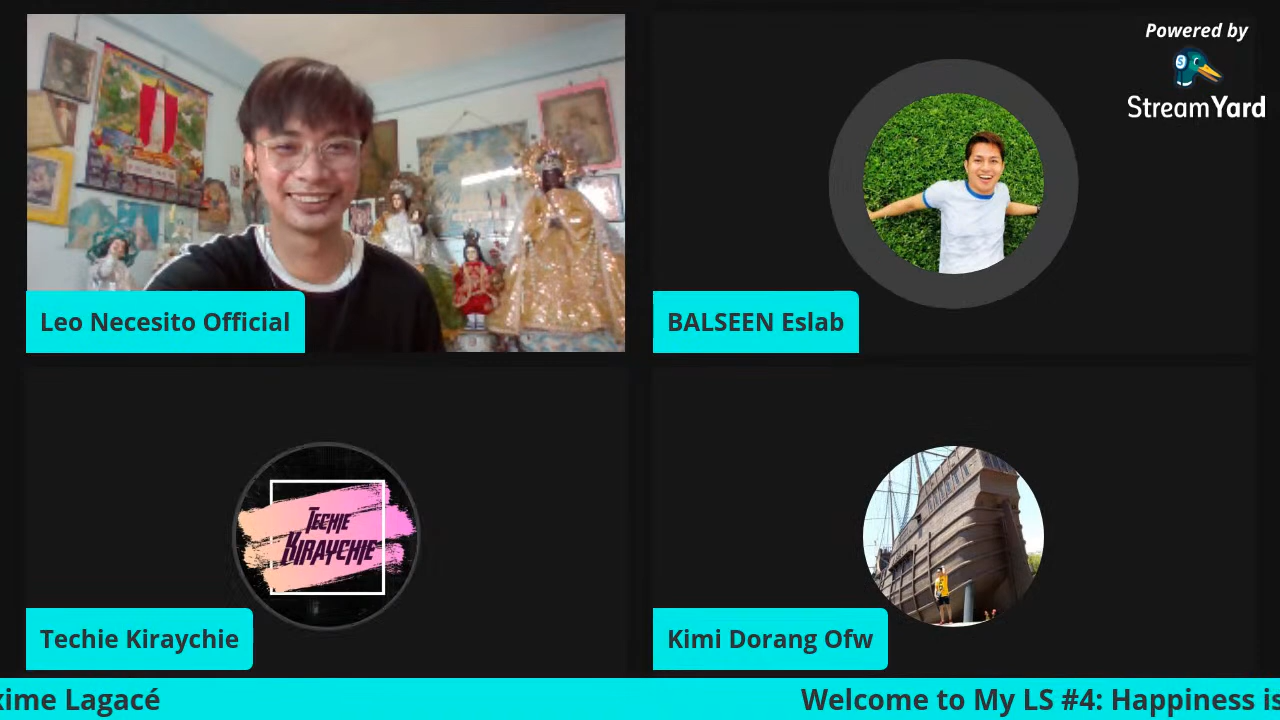 Powered by
StreamYard
Leo Necesito Official
BALSEEN Eslab
TECHIE
KIRAYCHIE
Techie Kiraychie
Kimi Dorang Ofw
xime Lagacé
Welcome to My LS #4: Happiness is